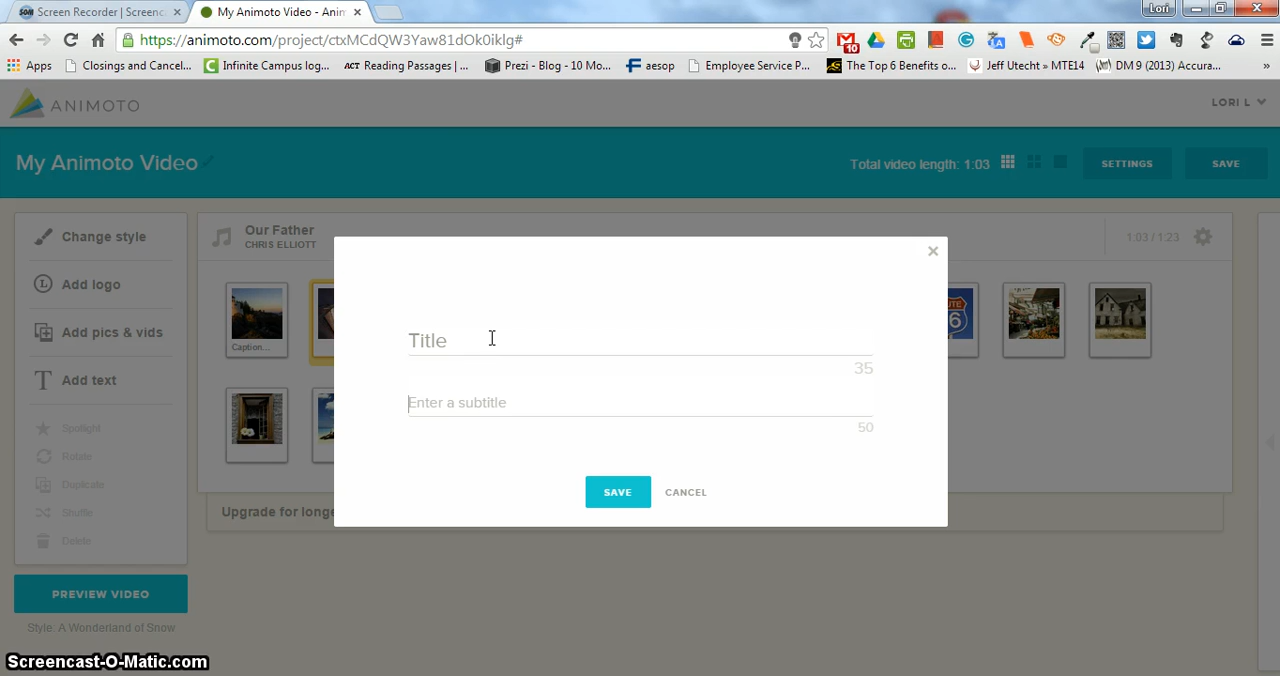 Screen Recorder | Screenc
My Animoto Video - Anim
Lori
https://animoto.com/project/ctxMCdQW3Yaw81dOk0iklg#
10
Apps
Closings and Cancel...
Infinite Campus log...
ACT Reading Passages | ...
Prezi - Blog - 10 Mo...
aesop
Employee Service P...
The Top 6 Benefits o...
Jeff Utecht » MTE14
DM 9 (2013) Accura...
»
ANIMOTO
LORI L
My Animoto Video
Total video length: 1:03
SETTINGS
SAVE
Change style
Add logo
Add pics & vids
Add text
Spotlight
Rotate
Duplicate
Shuffle
Delete
PREVIEW VIDEO
Style: A Wonderland of Snow
Our Father
CHRIS ELLIOTT
1:03 / 1:23
Caption...
Upgrade for longe
Title
35
Enter a subtitle
50
SAVE
CANCEL
Screencast-O-Matic.com